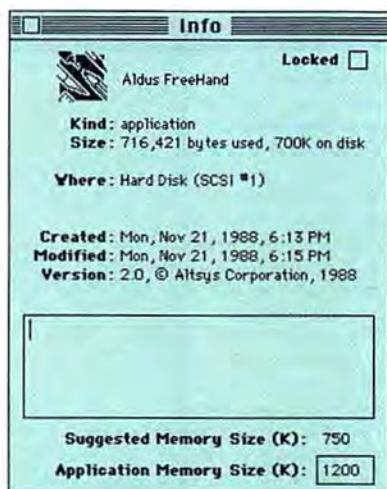 Info
Locked
Aldus FreeHand
Kind: application
Size: 716,421 bytes used, 700K on disk
Where: Hard Disk (SCSI #1)
Created: Mon, Nov 21, 1988, 6:13 PM
Modified: Mon, Nov 21, 1988, 6:15 PM
Version: 2.0, © Altsys Corporation, 1988
Suggested Memory Size (K): 750
Application Memory Size (K): 1200